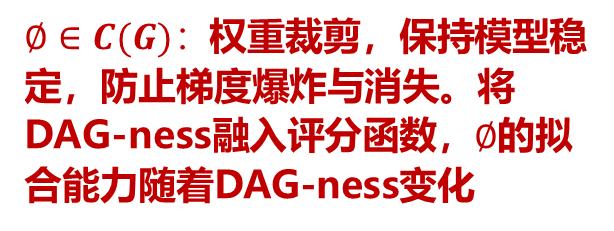 ∅ ∈ C(G)：权重裁剪，保持模型稳
定，防止梯度爆炸与消失。将
DAG-ness融入评分函数，∅的拟
合能力随着DAG-ness变化